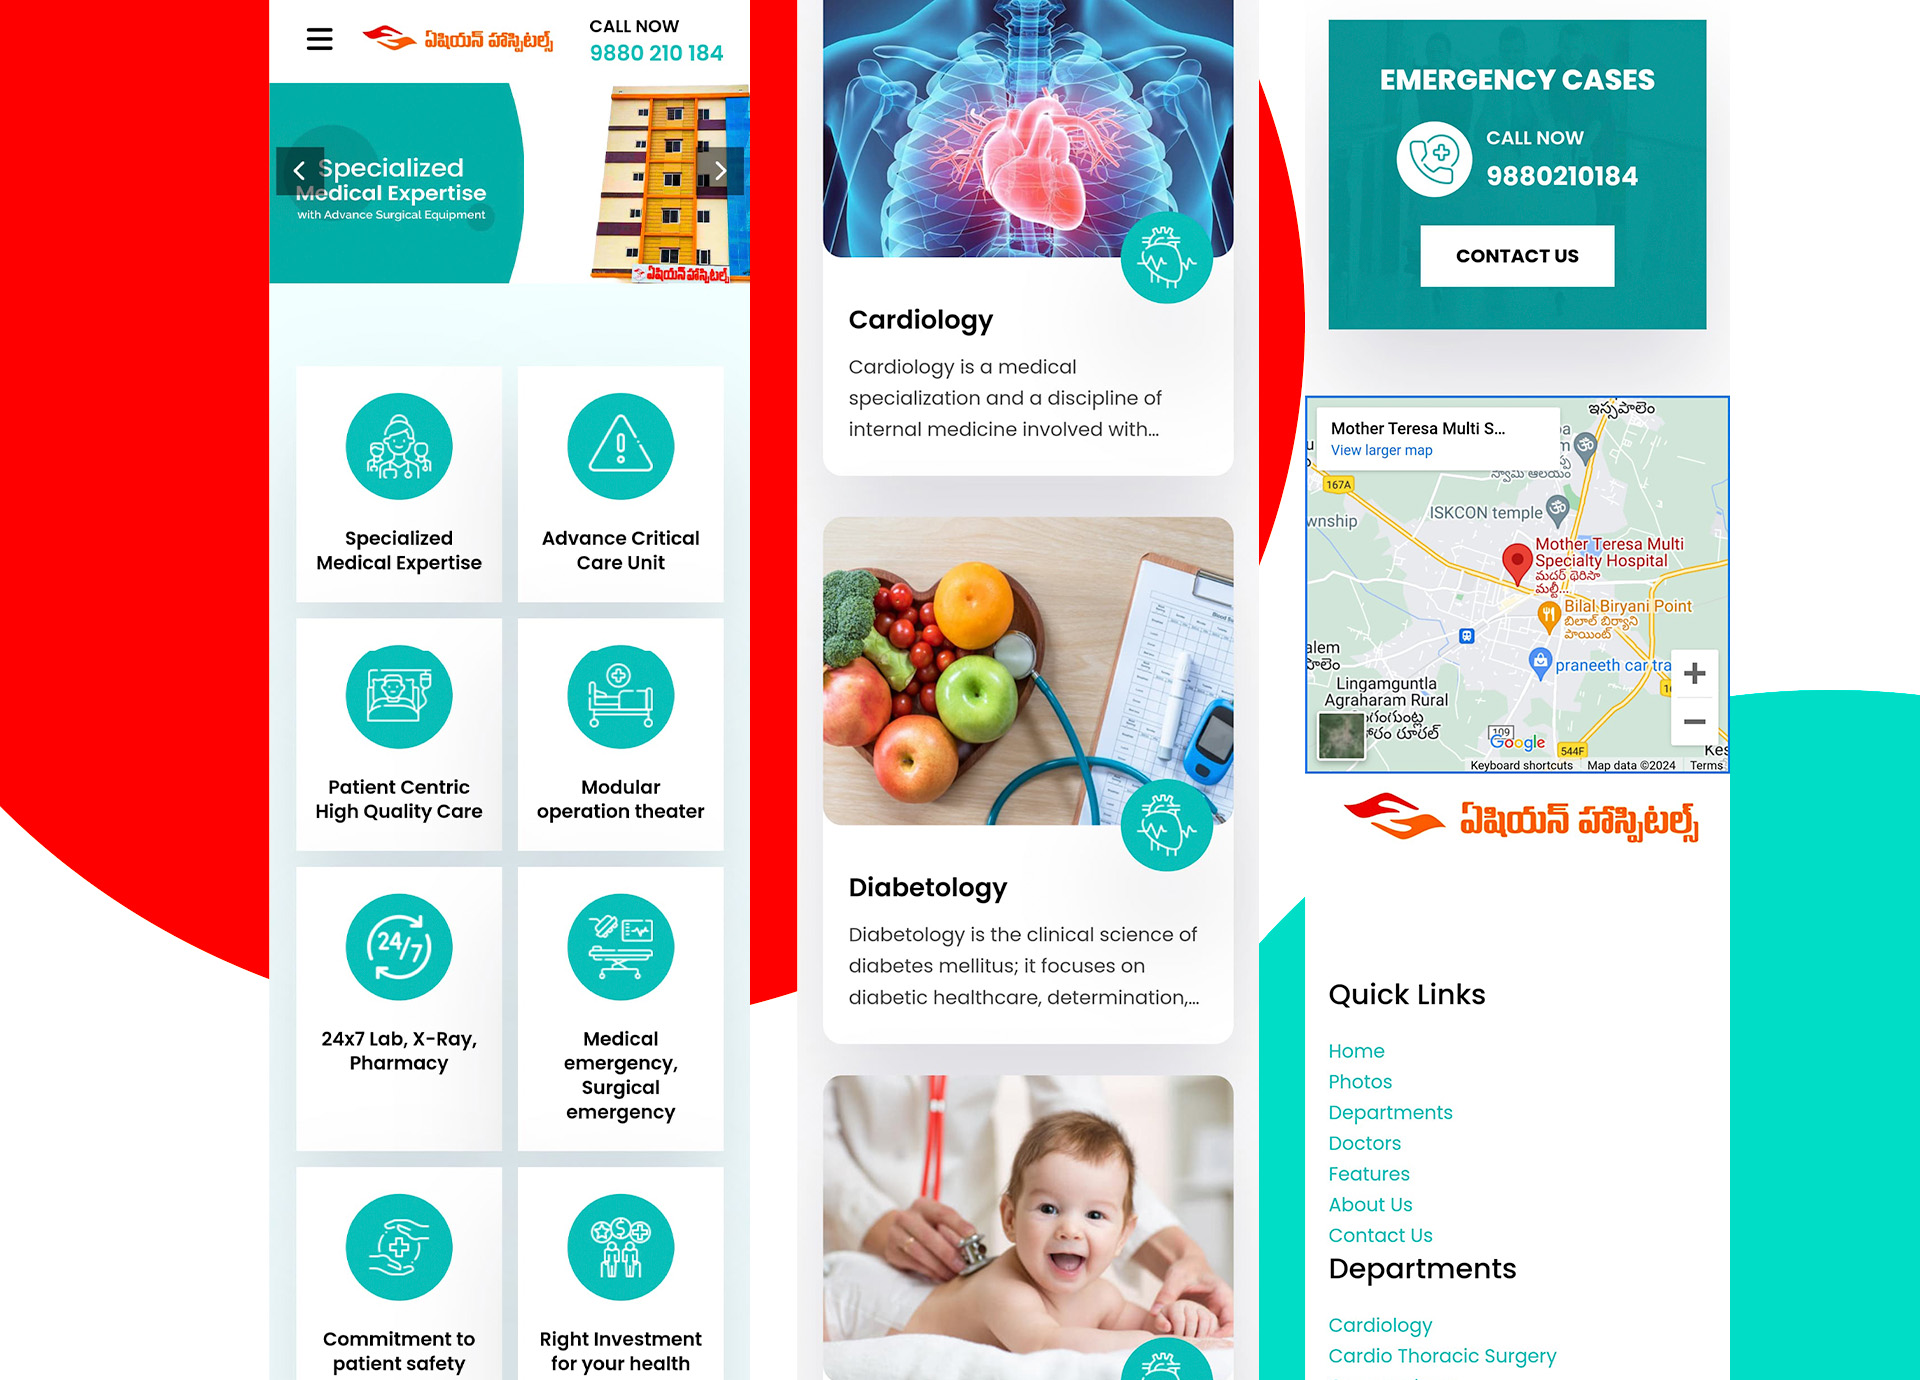 ఏషియన్ హాస్పిటల్స్
CALL NOW
9880 210 184
Specialized
Medical Expertise
with Advance Surgical Equipment
ఏషియన్ హాస్పిటల్స్
Specialized
Medical Expertise
Advance Critical
Care Unit
Patient Centric
High Quality Care
Modular
operation theater
24/7
24x7 Lab, X-Ray,
Pharmacy
Medical
emergency,
Surgical
emergency
Commitment to
patient safety
Right Investment
for your health
Cardiology
Cardiology is a medical
specialization and a discipline of
internal medicine involved with...
Diabetology
Diabetology is the clinical science of
diabetes mellitus; it focuses on
diabetic healthcare, determination,...
EMERGENCY CASES
CALL NOW
9880210184
CONTACT US
ఇస్సపాలెం
Mother Teresa Multi S...
View larger map
స్వామి ఆలయం
167A
ISKCON temple
wnship
Mother Teresa Multi
Specialty Hospital
మదర్ థెరిసా
మల్టీ...
Bilal Biryani Point
బిలాల్ బిర్యాని
పాయింట్
praneeth car tra
alem
Lingamguntla
Agraharam Rural
109
Google
544F
Kes
Keyboard shortcuts
Map data ©2024
Terms
ఏషియన్ హాస్పిటల్స్
Quick Links
Home
Photos
Departments
Doctors
Features
About Us
Contact Us
Departments
Cardiology
Cardio Thoracic Surgery